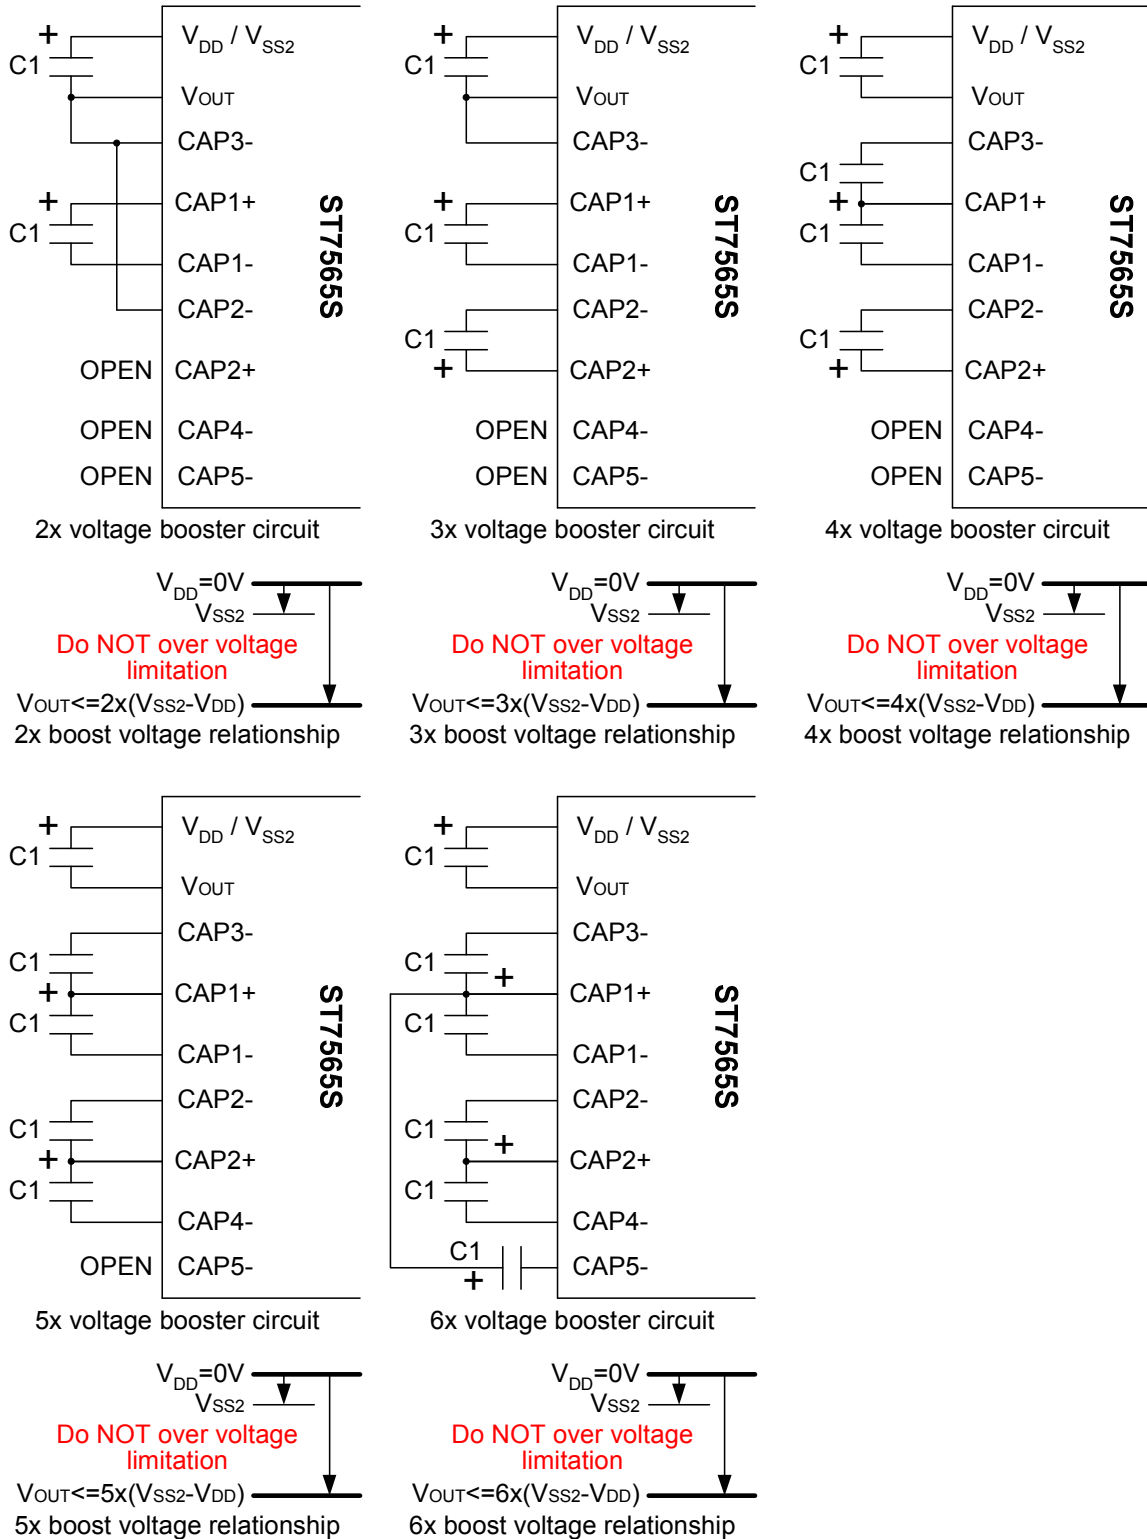 +
VDD / VSS2
C1
VOUT
CAP3-
+
CAP1+
C1
CAP1-
CAP2-
OPEN CAP2+
OPEN CAP4-
OPEN CAP5-
ST7565S
2x voltage booster circuit
VDD=0V
VSS2
Do NOT over voltage
limitation
VOUT<=2x(VSS2-VDD)
2x boost voltage relationship
+
VDD / VSS2
C1
VOUT
CAP3-
+
CAP1+
C1
CAP1-
CAP2-
C1
+
CAP2+
OPEN CAP4-
OPEN CAP5-
ST7565S
3x voltage booster circuit
VDD=0V
VSS2
Do NOT over voltage
limitation
VOUT<=3x(VSS2-VDD)
3x boost voltage relationship
+
VDD / VSS2
C1
VOUT
CAP3-
C1
+
CAP1+
C1
CAP1-
CAP2-
C1
+
CAP2+
OPEN CAP4-
OPEN CAP5-
ST7565S
4x voltage booster circuit
VDD=0V
VSS2
Do NOT over voltage
limitation
VOUT<=4x(VSS2-VDD)
4x boost voltage relationship
+
VDD / VSS2
C1
VOUT
CAP3-
C1
+
CAP1+
C1
CAP1-
CAP2-
C1
+
CAP2+
C1
CAP4-
OPEN CAP5-
ST7565S
5x voltage booster circuit
VDD=0V
VSS2
Do NOT over voltage
limitation
VOUT<=5x(VSS2-VDD)
5x boost voltage relationship
+
VDD / VSS2
C1
VOUT
CAP3-
C1
+
CAP1+
C1
CAP1-
CAP2-
C1
+
CAP2+
C1
CAP4-
C1
+
CAP5-
ST7565S
6x voltage booster circuit
VDD=0V
VSS2
Do NOT over voltage
limitation
VOUT<=6x(VSS2-VDD)
6x boost voltage relationship